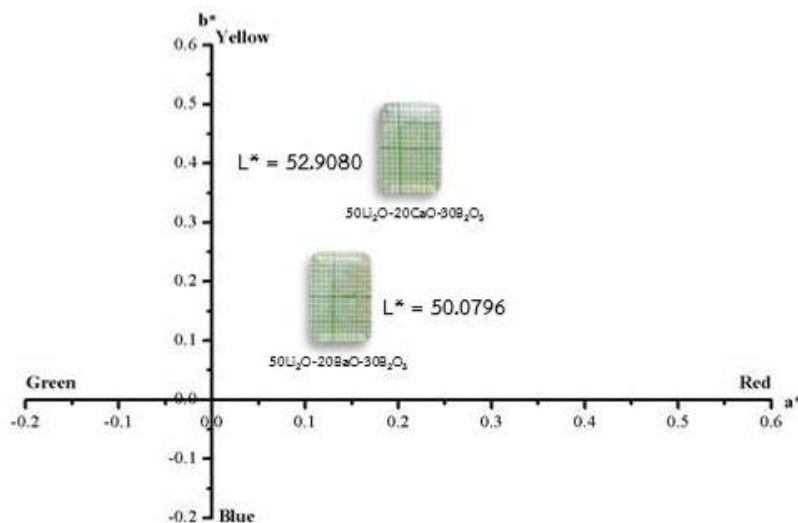 b*
0.6
Yellow
0.5
L* = 52.9080
0.4
50Li₂O-20CaO-30B₂O₃
0.3
0.2
L* = 50.0796
0.1
50Li₂O-20BaO-30B₂O₃
Green
Red
0.0
a*
-0.2 -0.1 0.0 0.1 0.2 0.3 0.4 0.5 0.6
-0.1
-0.2
Blue